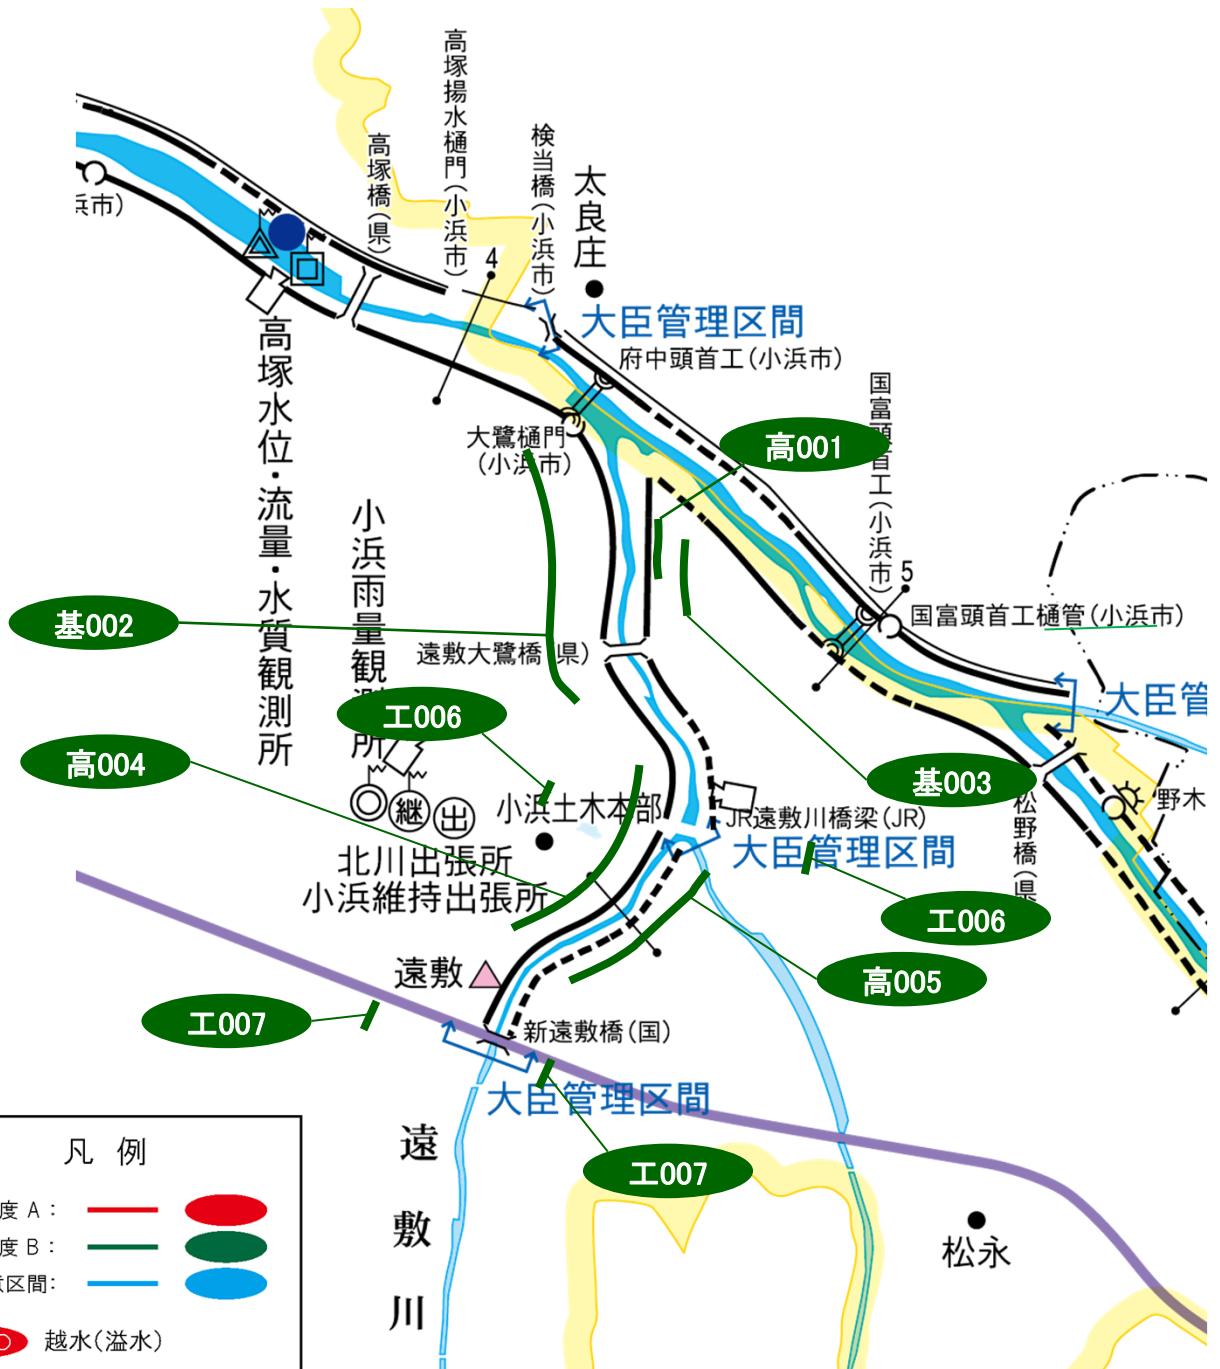 高塚揚水樋門(小浜市)
検当橋(小浜市)
高塚橋(県)
太良庄
浜市)
4
大臣管理区間
府中頭首工(小浜市)
国富頭首工(小浜市)
高001
大鷺樋門
(小浜市)
高塚水位・流量・水質観測所
小浜雨量観測所
5
基002
国富頭首工樋管(小浜市)
遠敷大鷺橋(県)
工006
大臣管
高004
基003
継
出
小浜土木本部
JR遠敷川橋梁(JR)
松野橋(県
野木
大臣管理区間
北川出張所
小浜維持出張所
工006
遠敷
高005
工007
新遠敷橋(国)
大臣管理区間
遠敷川
工007
松永
凡 例
度 A：
度 B：
区間:
越水(溢水)